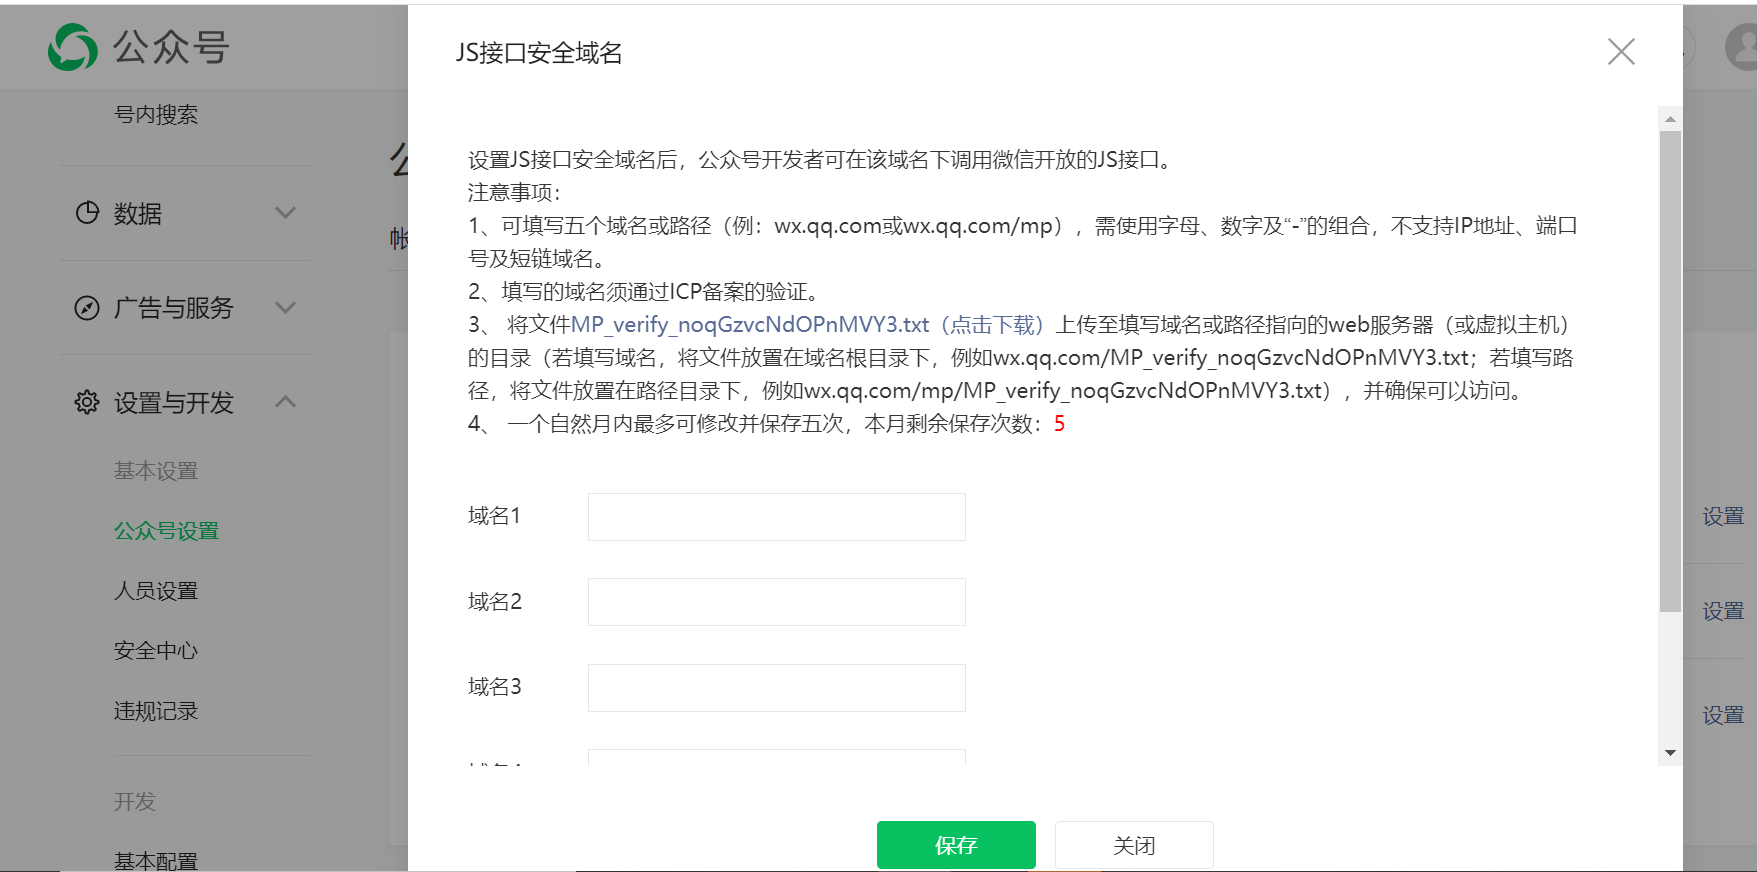 公众号
JS接口安全域名
号内搜索
数据
广告与服务
设置与开发
基本设置
公众号设置
人员设置
安全中心
违规记录
开发
基本配置
设置JS接口安全域名后，公众号开发者可在该域名下调用微信开放的JS接口。
注意事项：
1、可填写五个域名或路径（例：wx.qq.com或wx.qq.com/mp），需使用字母、数字及“-”的组合，不支持IP地址、端口
号及短链域名。
2、填写的域名须通过ICP备案的验证。
3、 将文件MP_verify_noqGzvcNdOPnMVY3.txt（点击下载）上传至填写域名或路径指向的web服务器（或虚拟主机）
的目录（若填写域名，将文件放置在域名根目录下，例如wx.qq.com/MP_verify_noqGzvcNdOPnMVY3.txt；若填写路
径，将文件放置在路径目录下，例如wx.qq.com/mp/MP_verify_noqGzvcNdOPnMVY3.txt），并确保可以访问。
4、 一个自然月内最多可修改并保存五次，本月剩余保存次数：5
域名1
域名2
域名3
设置
设置
设置
保存
关闭